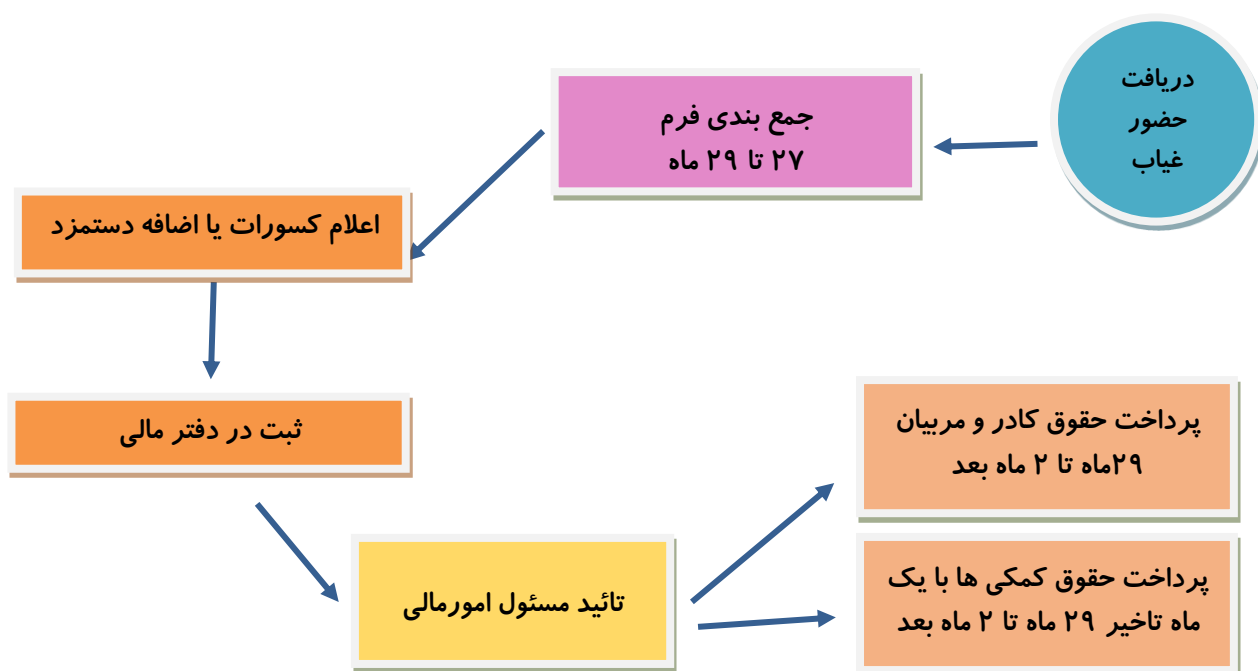 دریافت
حضور
غیاب
جمع بندی فرم
۲۷ تا ۲۹ ماه
اعلام کسورات یا اضافه دستمزد
ثبت در دفتر مالی
تائید مسئول امورمالی
پرداخت حقوق کادر و مربیان
۲۹ماه تا ۲ ماه بعد
پرداخت حقوق کمکی ها با یک
ماه تاخیر ۲۹ ماه تا ۲ ماه بعد